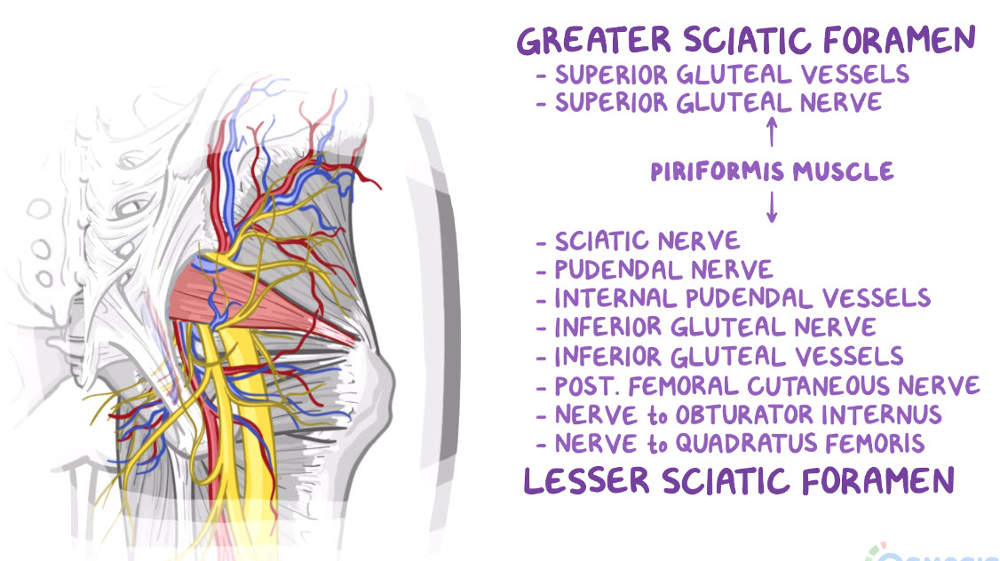 GREATER SCIATIC FORAMEN
- SUPERIOR GLUTEAL VESSELS
- SUPERIOR GLUTEAL NERVE
PIRIFORMIS MUSCLE
- SCIATIC NERVE
- PUDENDAL NERVE
- INTERNAL PUDENDAL VESSELS
- INFERIOR GLUTEAL NERVE
- INFERIOR GLUTEAL VESSELS
- POST. FEMORAL CUTANEOUS NERVE
- NERVE to OBTURATOR INTERNUS
- NERVE to QUADRATUS FEMORIS
LESSER SCIATIC FORAMEN